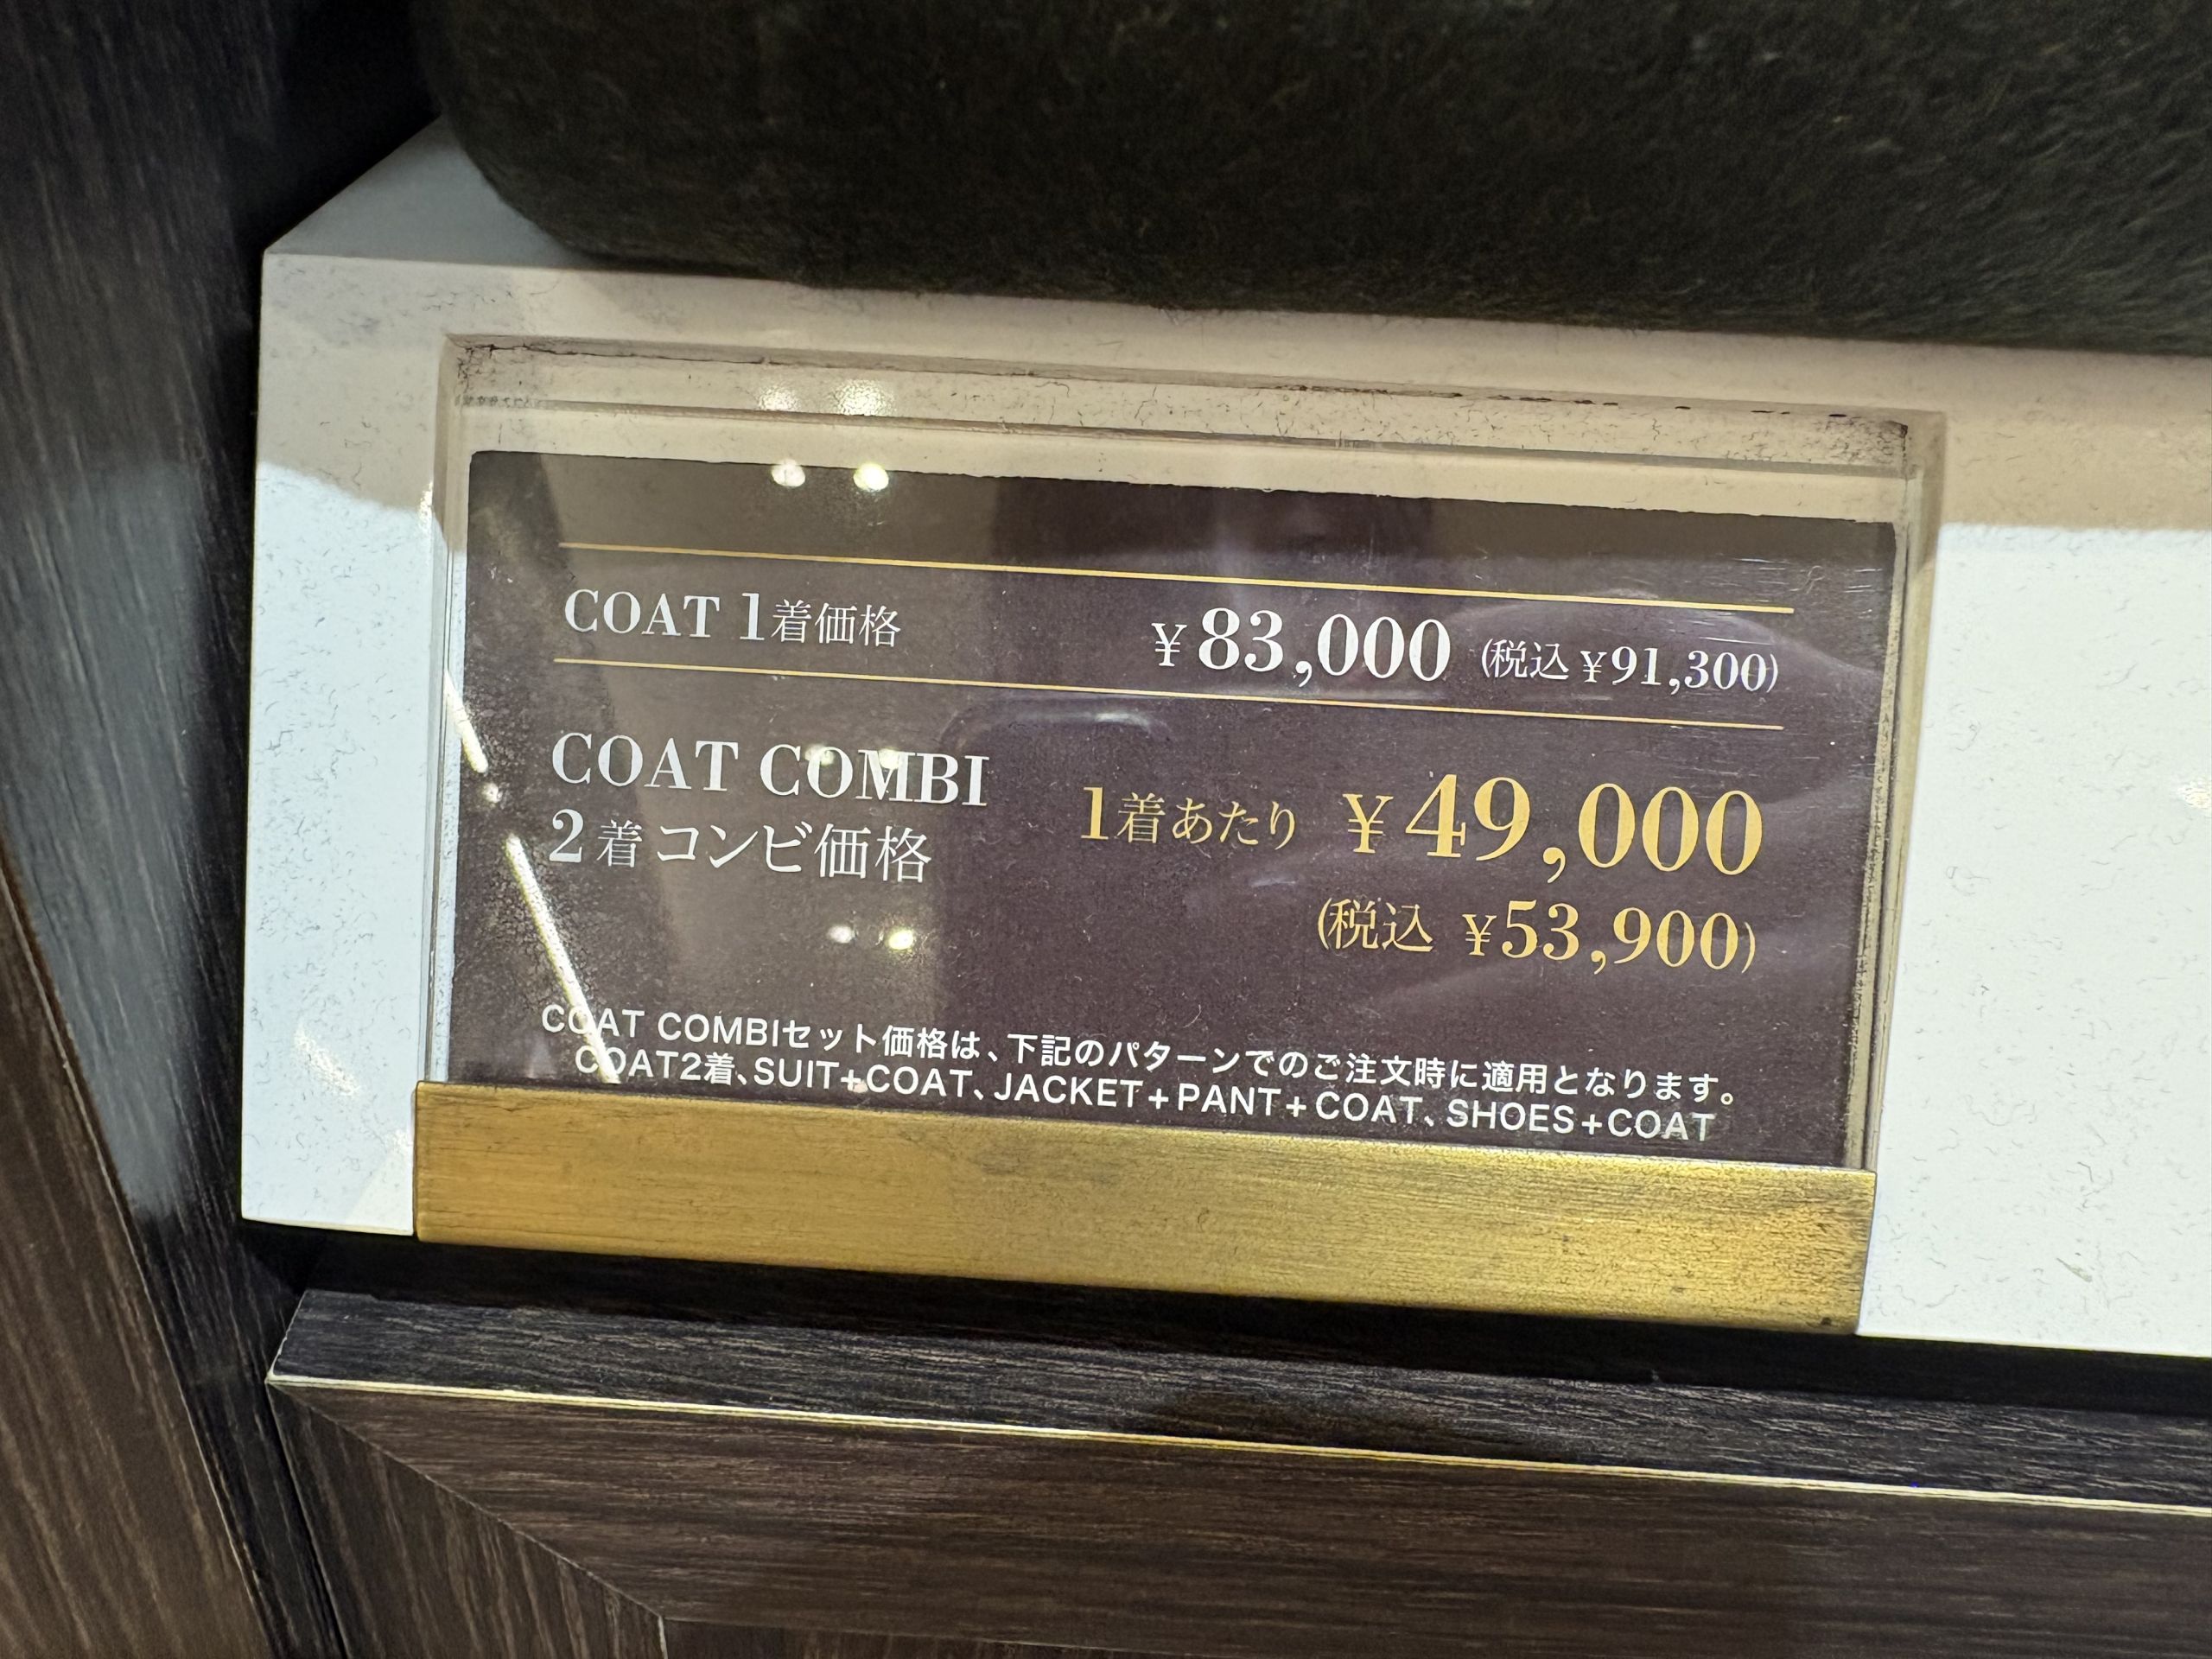 COAT 1着価格 ¥83,000 (税込 ¥91,300)
COAT COMBI
2着コンビ価格 1着あたり ¥49,000
(税込 ¥53,900)
COAT COMBIセット価格は、下記のパターンでのご注文時に適用となります。
COAT2着、SUIT+COAT、JACKET+PANT+COAT、SHOES+COAT